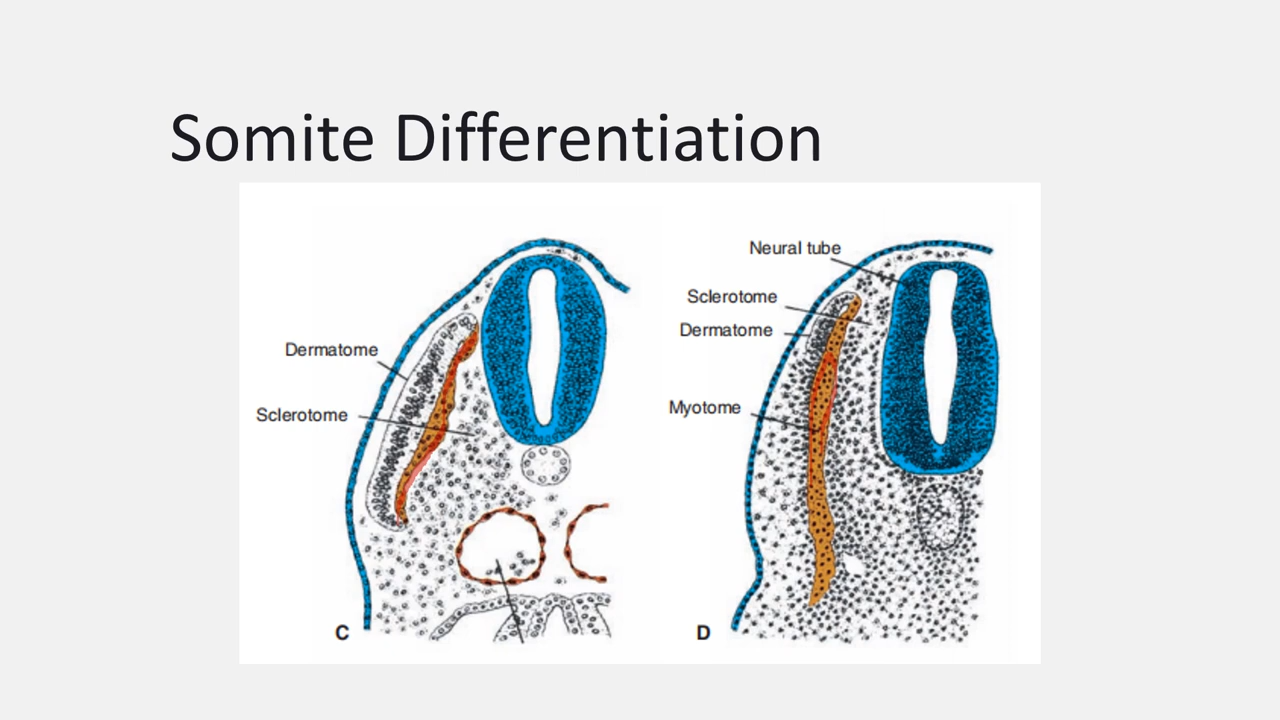 Somite Differentiation
Dermatome
Sclerotome
C
Neural tube
Sclerotome
Dermatome
Myotome
D